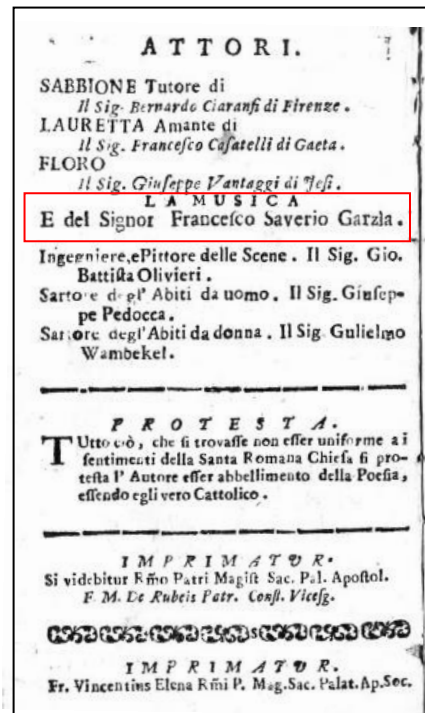 ATTORI.
SABBIONE Tutore di
Il Sig. Bernardo Ciaranfi di Firenze.
LAURETTA Amante di
Il Sig. Francesco Casatelli di Gaeta.
FLORO
Il Sig. Giuseppe Vantaggi di Jesi.
LA MUSICA
E del Signor Francesco Saverio Garzìa.
Ingegniere, e Pittore delle Scene. Il Sig. Gio.
Battista Olivieri.
Sartore degl' Abiti da uomo. Il Sig. Giusep-
pe Pedocca.
Sartore degl' Abiti da donna. Il Sig. Gulielmo
Wambekel.
PROTESTA.
TUtto ciò, che si trovasse non esser uniforme a i
sentimenti della Santa Romana Chiesa si pro-
testa l' Autore esser abbellimento della Poesia,
essendo egli vero Cattolico.
IMPRIMATUR.
Si videbitur Rmo Patri Magist Sac. Pal. Apostol.
F. M. De Rubeis Patr. Const. Vicesg.
IMPRIMATUR.
Fr. Vincentius Elena Rmi P. Mag. Sac. Palat. Ap. Soc.